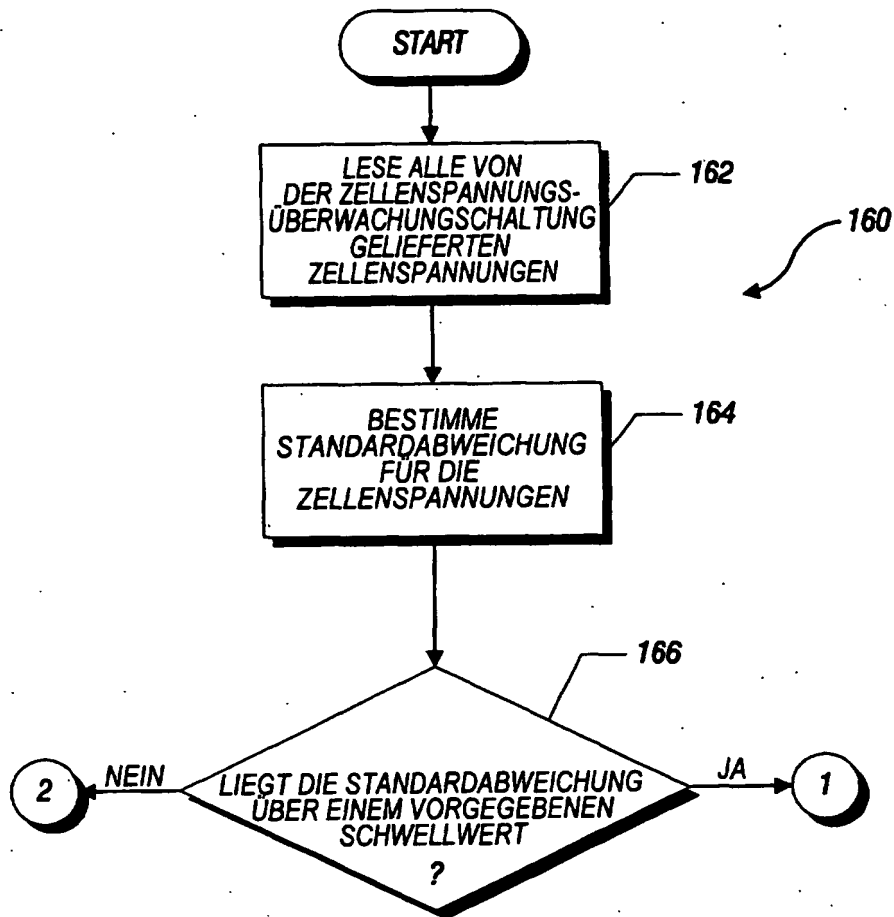 START
LESE ALLE VON
DER ZELLENSPANNUNGS-
ÜBERWACHUNGSCHALTUNG
GELIEFERTEN
ZELLENSPANNUNGEN
162
160
BESTIMME
STANDARDABWEICHUNG
FÜR DIE
ZELLENSPANNUNGEN
164
166
2
NEIN
LIEGT DIE STANDARDABWEICHUNG
ÜBER EINEM VORGEGEBENEN
SCHWELLWERT
?
JA
1